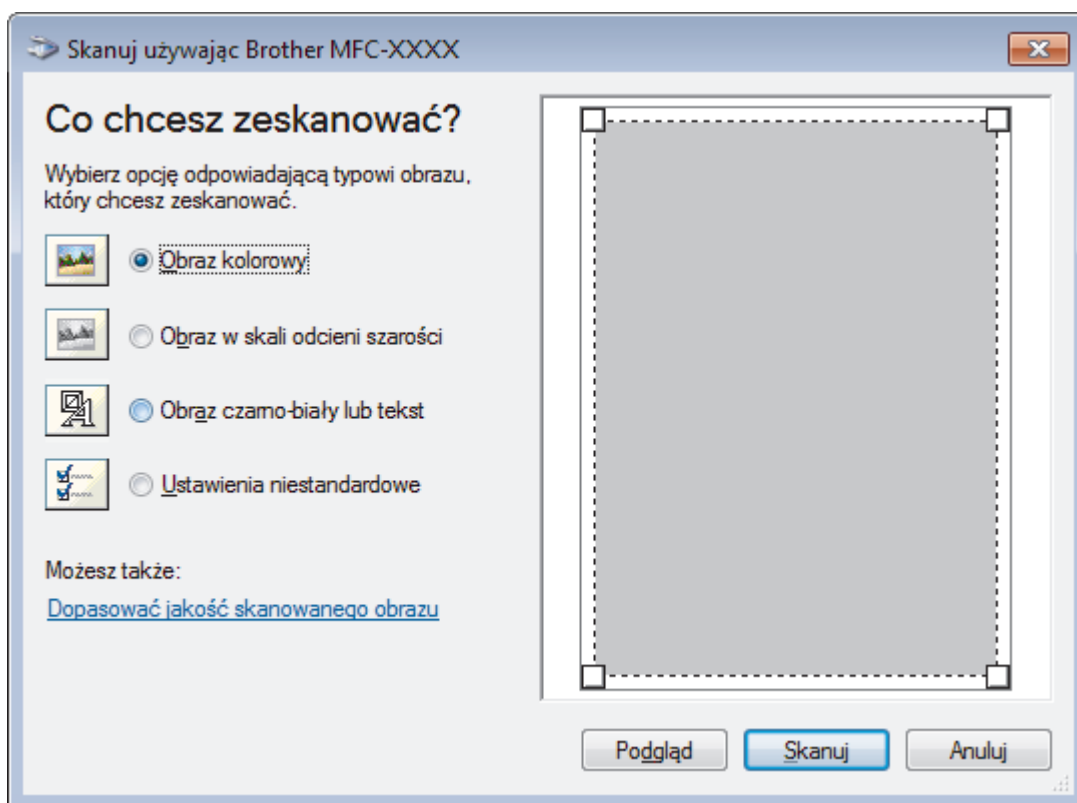 Skanuj używając Brother MFC-XXXX
Co chcesz zeskanować?
Wybierz opcję odpowiadającą typowi obrazu,
który chcesz zeskanować.
Obraz kolorowy
Obraz w skali odcieni szarości
Obraz czarno-biały lub tekst
Ustawienia niestandardowe
Możesz także:
Dopasować jakość skanowanego obrazu
Podgląd
Skanuj
Anuluj